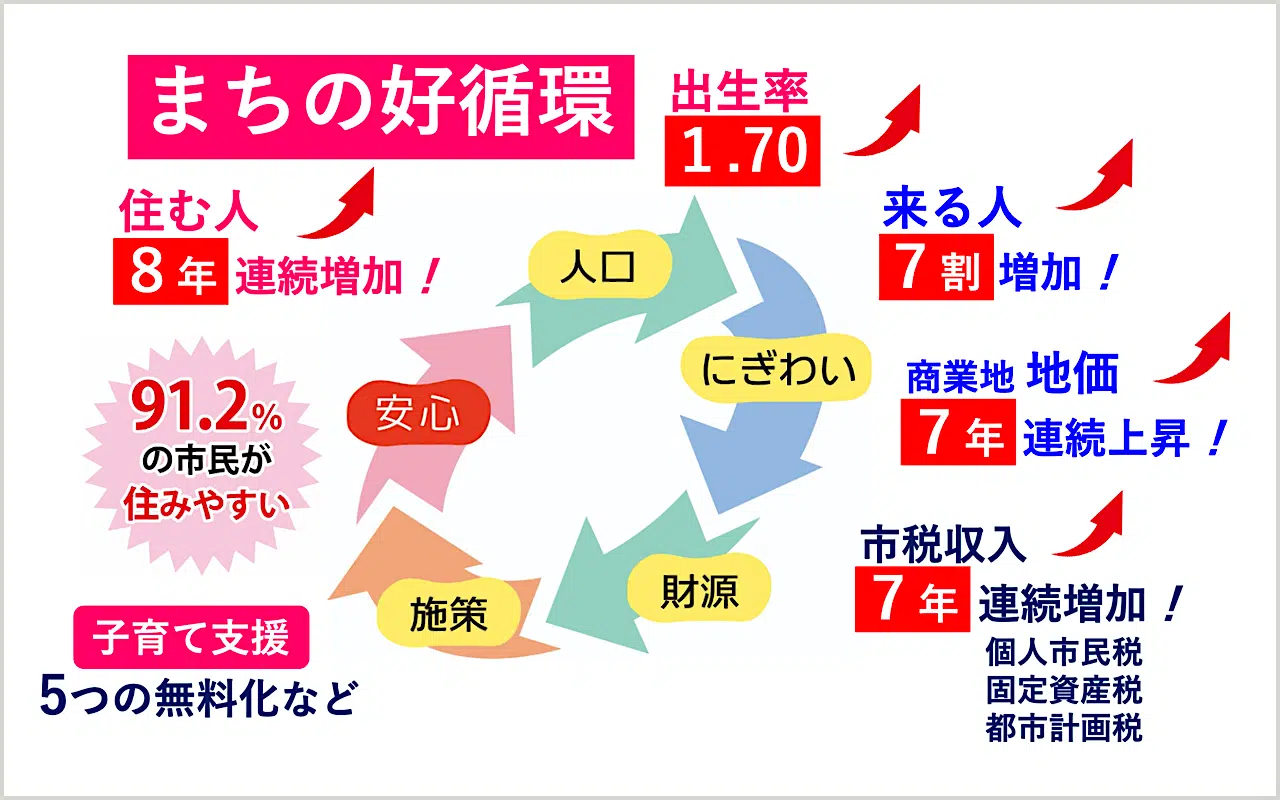 まちの好循環
出生率
1.70
住む人
8年 連続増加！
来る人
7割 増加！
人口
にぎわい
商業地 地価
7年 連続上昇！
安心
91.2%
の市民が
住みやすい
市税収入
7年 連続増加！
個人市民税
固定資産税
都市計画税
財源
施策
子育て支援
5つの無料化など